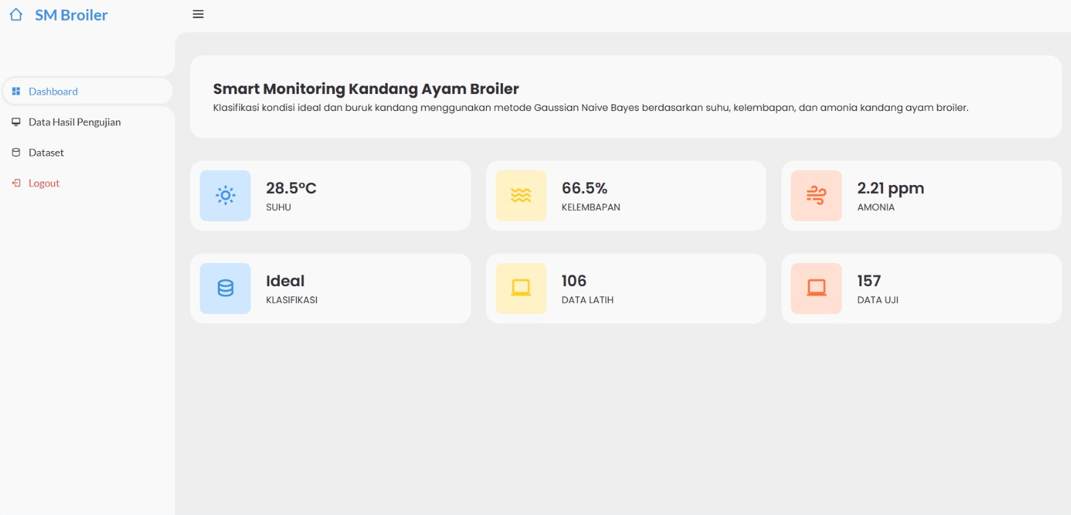 SM Broiler
Dashboard
Data Hasil Pengujian
Dataset
Logout
Smart Monitoring Kandang Ayam Broiler
Klasifikasi kondisi ideal dan buruk kandang menggunakan metode Gaussian Naive Bayes berdasarkan suhu, kelembapan, dan amonia kandang ayam broiler.
28.5°C
SUHU
66.5%
KELEMBAPAN
2.21 ppm
AMONIA
Ideal
KLASIFIKASI
106
DATA LATIH
157
DATA UJI